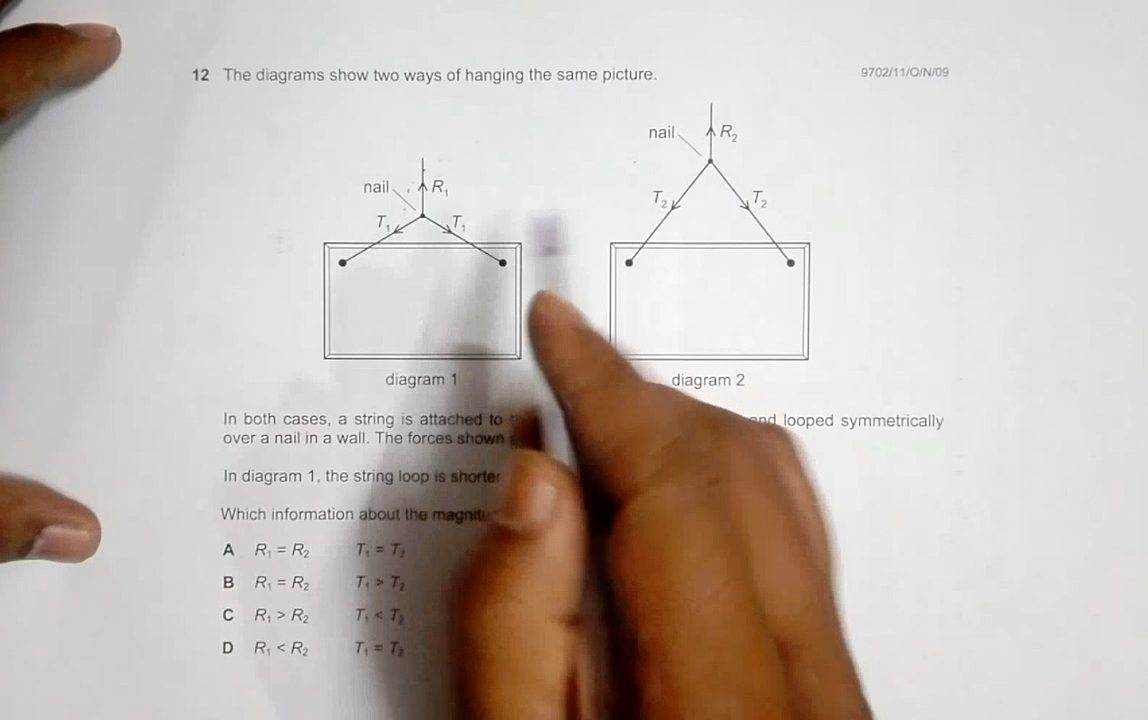 12 The diagrams show two ways of hanging the same picture.
9702/11/O/N/09
nail R₂
nail R₁
T₂ T₂
T₁ T₁
diagram 1 diagram 2
In both cases, a string is attached to looped symmetrically
over a nail in a wall. The forces shown
In diagram 1, the string loop is shorter
Which information about the
A R₁ = R₂ T₁ = T₂
B R₁ = R₂ T₁ > T₂
C R₁ > R₂ T₁ < T₂
D R₁ < R₂ T₁ = T₂